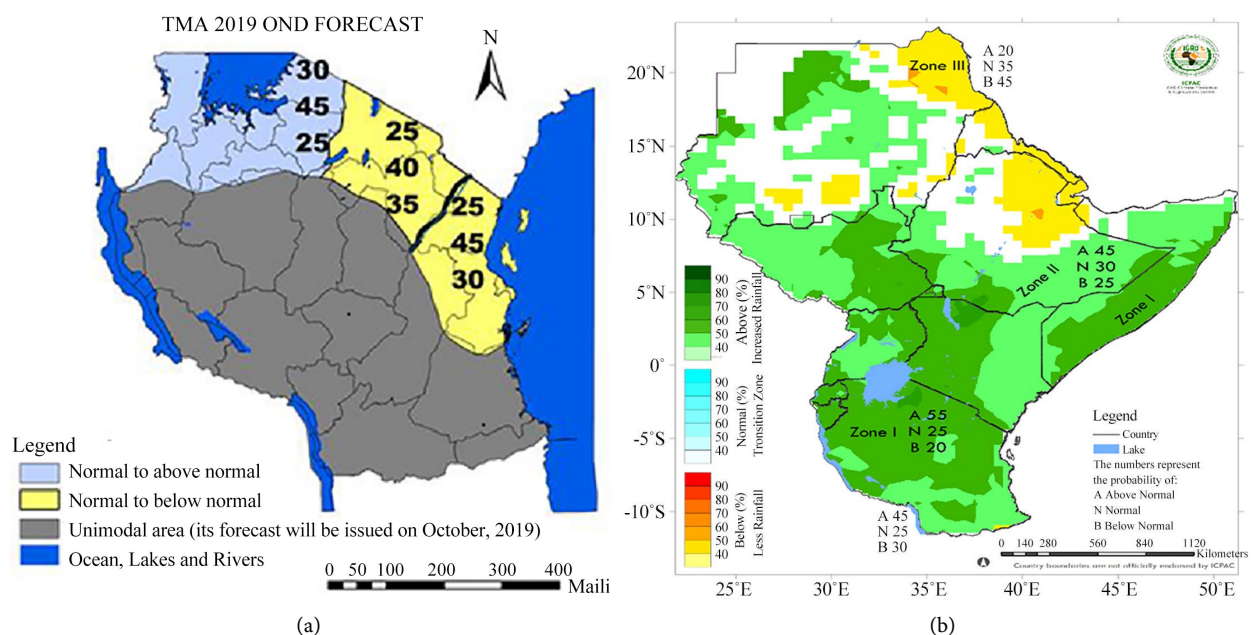 TMA 2019 OND FORECAST
N
30
45
25
25
40
35
25
45
30
Legend
Normal to above normal
Normal to below normal
Unimodal area (its forecast will be issued on October, 2019)
Ocean, Lakes and Rivers
0 50 100 200 300 400
Maili
(a)
20°N
15°N
10°N
5°N
0°
-5°N
-10°N
Zone III
A 20
N 35
B 45
ICPAC
Zone II
A 45
N 30
B 25
Zone I
Zone I
A 55
N 25
B 20
A 45
N 25
B 30
90
80
70
60
50
40
Above (%)
Increased Rainfall
90
80
70
60
50
40
Normal (%)
Tronsition Zone
90
80
70
60
50
40
Below (%)
Less Rainfall
Legend
Country
Lake
The numbers represent
the probability of:
A Above Normal
N Normal
B Below Normal
0 140 280 560 840 1120
Kilometers
Country boundaries are not officially endorsed by ICPAC
25°E 30°E 35°E 40°E 45°E 50°E
(b)